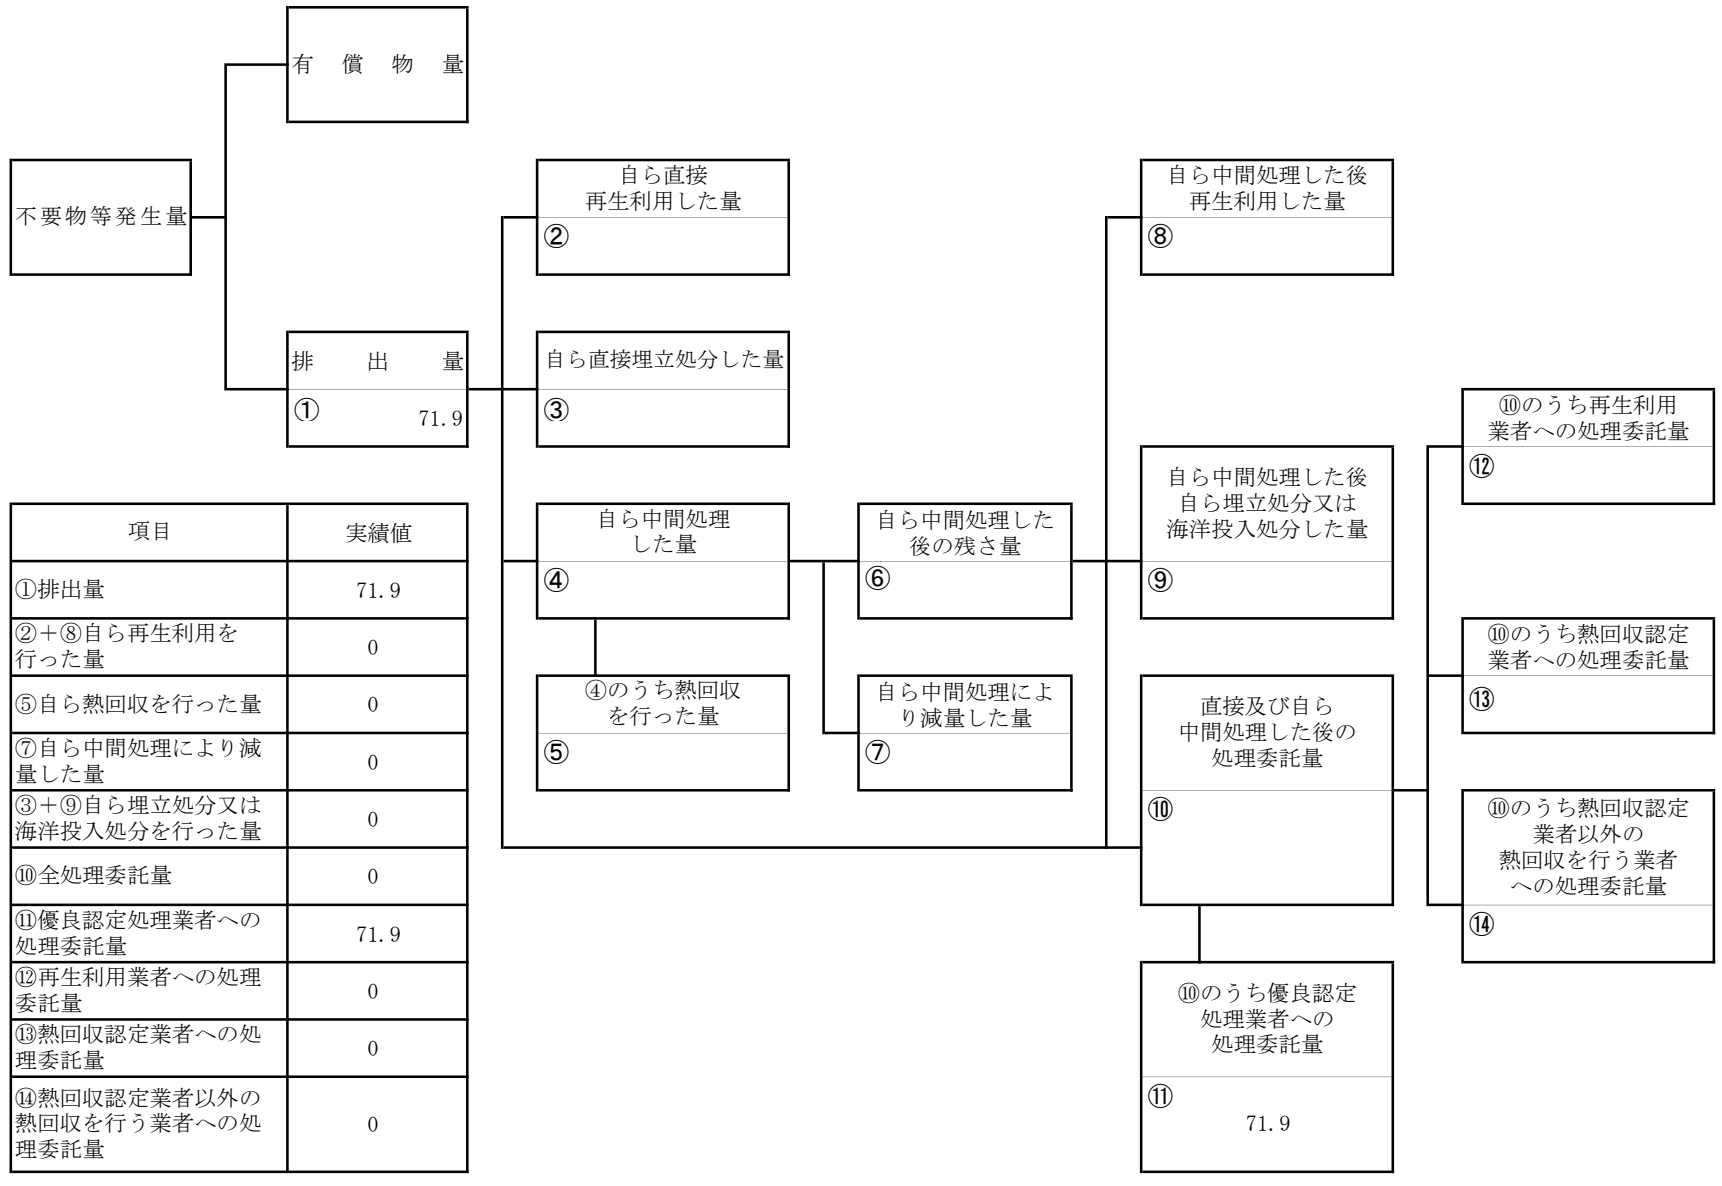 有償物量
不要物等発生量
自ら直接
再生利用した量
②
自ら中間処理した後
再生利用した量
⑧
排出量
① 71.9
自ら直接埋立処分した量
③
⑩のうち再生利用
業者への処理委託量
⑫
自ら中間処理
した量
④
自ら中間処理した
後の残さ量
⑥
自ら中間処理した後
自ら埋立処分又は
海洋投入処分した量
⑨
⑩のうち熱回収認定
業者への処理委託量
⑬
④のうち熱回収
を行った量
⑤
自ら中間処理によ
り減量した量
⑦
直接及び自ら
中間処理した後の
処理委託量
⑩
⑩のうち熱回収認定
業者以外の
熱回収を行う業者
への処理委託量
⑭
⑩のうち優良認定
処理業者への
処理委託量
⑪
71.9
項目 実績値
①排出量 71.9
②＋⑧自ら再生利用を
行った量 0
⑤自ら熱回収を行った量 0
⑦自ら中間処理により減
量した量 0
③＋⑨自ら埋立処分又は
海洋投入処分を行った量 0
⑩全処理委託量 0
⑪優良認定処理業者への
処理委託量 71.9
⑫再生利用業者への処理
委託量 0
⑬熱回収認定業者への処
理委託量 0
⑭熱回収認定業者以外の
熱回収を行う業者への処
理委託量 0